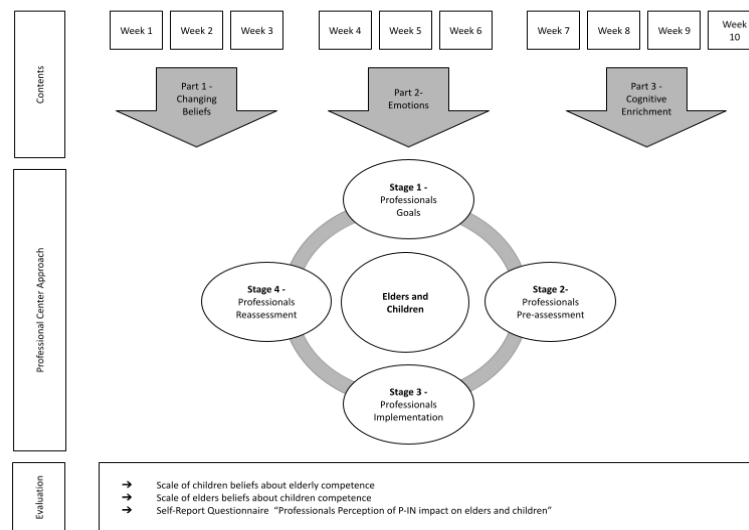 Contents
Week 1
Week 2
Week 3
Week 4
Week 5
Week 6
Week 7
Week 8
Week 9
Week
10
Part 1 -
Changing
Beliefs
Part 2-
Emotions
Part 3 -
Cognitive
Enrichment
Professional Center Approach
Stage 1 -
Professionals
Goals
Stage 4 -
Professionals
Reassessment
Elders and
Children
Stage 2-
Professionals
Pre-assessment
Stage 3 -
Professionals
Implementation
Evaluation
➔ Scale of children beliefs about elderly competence
➔ Scale of elders beliefs about children competence
➔ Self-Report Questionnaire “Professionals Perception of P-IN impact on elders and children”